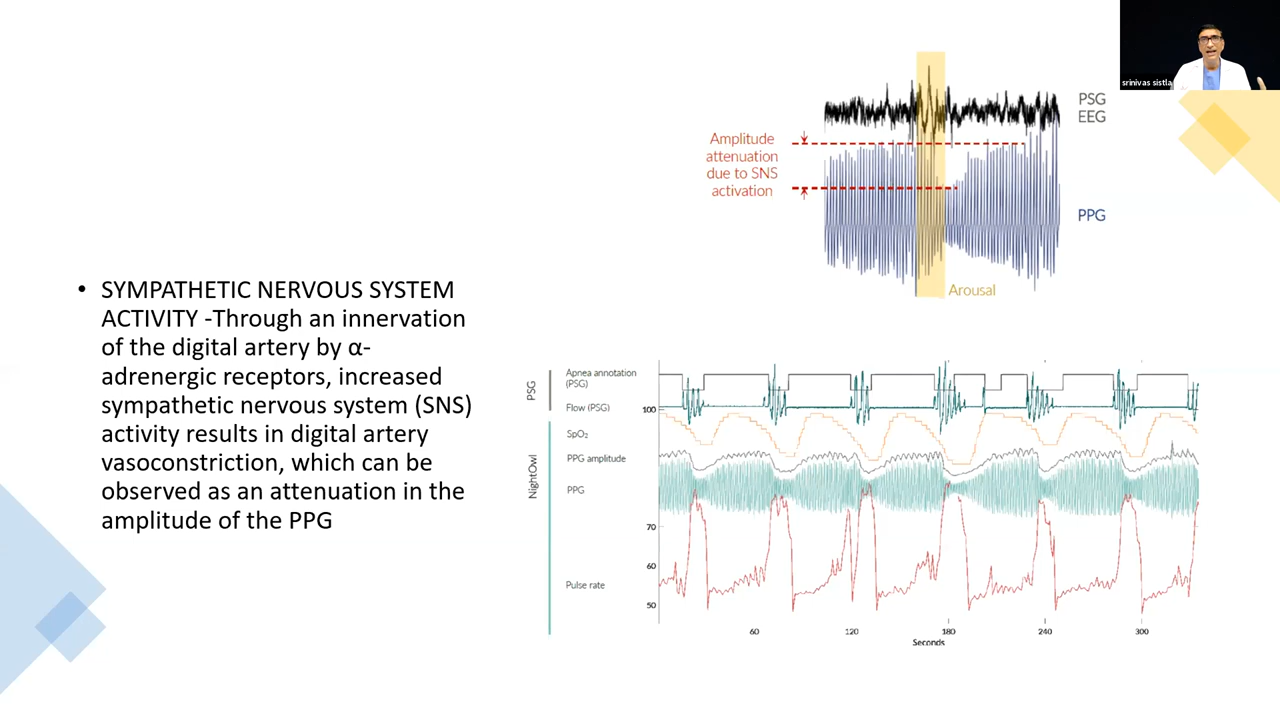 • SYMPATHETIC NERVOUS SYSTEM
ACTIVITY -Through an innervation
of the digital artery by α-
adrenergic receptors, increased
sympathetic nervous system (SNS)
activity results in digital artery
vasoconstriction, which can be
observed as an attenuation in the
amplitude of the PPG
srinivas sistla
PSG
EEG
Amplitude
attenuation
due to SNS
activation
PPG
Arousal
PSG
Apnea annotation
(PSG)
Flow (PSG)
100
NightOwl
SpO₂
PPG amplitude
PPG
70
60
Pulse rate
50
60 120 180 240 300
Seconds